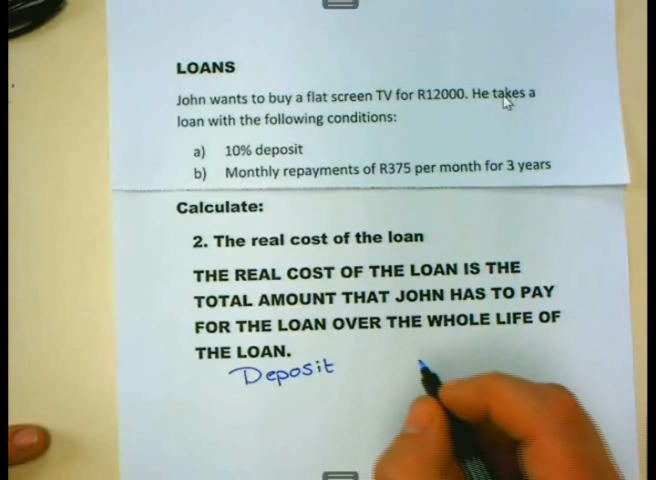 LOANS
John wants to buy a flat screen TV for R12000. He takes a
loan with the following conditions:
a) 10% deposit
b) Monthly repayments of R375 per month for 3 years
Calculate:
2. The real cost of the loan
THE REAL COST OF THE LOAN IS THE
TOTAL AMOUNT THAT JOHN HAS TO PAY
FOR THE LOAN OVER THE WHOLE LIFE OF
THE LOAN.
Deposit